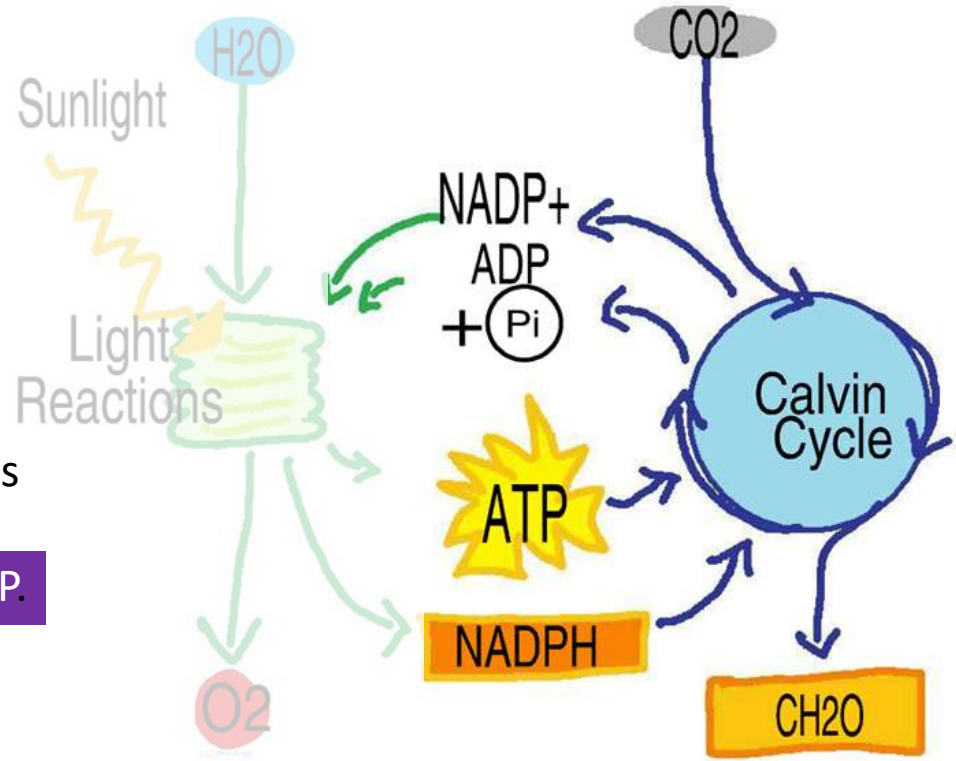 H2O
CO2
Sunlight
NADP+
ADP
+ Pi
Light
Reactions
Calvin
Cycle
s
ATP
P.
NADPH
O2
CH2O